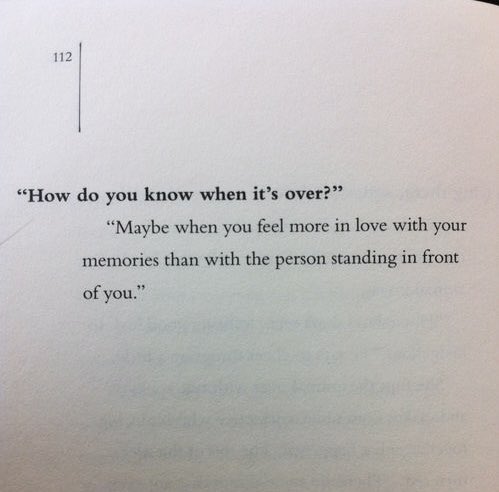 112
“How do you know when it’s over?”
“Maybe when you feel more in love with your
memories than with the person standing in front
of you.”